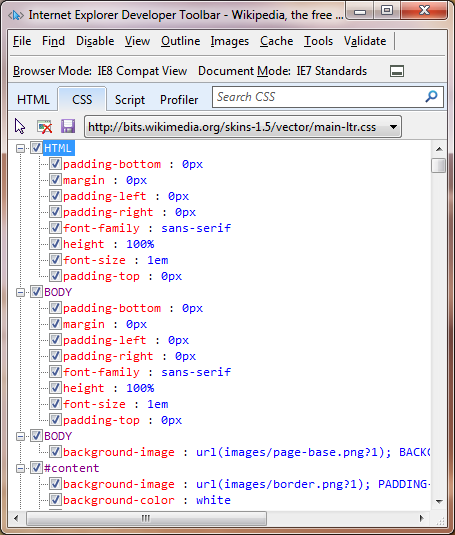 Internet Explorer Developer Toolbar - Wikipedia, the free ...
File Find Disable View Outline Images Cache Tools Validate
Browser Mode: IE8 Compat View Document Mode: IE7 Standards
HTML CSS Script Profiler Search CSS
http://bits.wikimedia.org/skins-1.5/vector/main-ltr.css
HTML
padding-bottom : 0px
margin : 0px
padding-left : 0px
padding-right : 0px
font-family : sans-serif
height : 100%
font-size : 1em
padding-top : 0px
BODY
padding-bottom : 0px
margin : 0px
padding-left : 0px
padding-right : 0px
font-family : sans-serif
height : 100%
font-size : 1em
padding-top : 0px
BODY
background-image : url(images/page-base.png?1); BACKG
#content
background-image : url(images/border.png?1); PADDING-
background-color : white